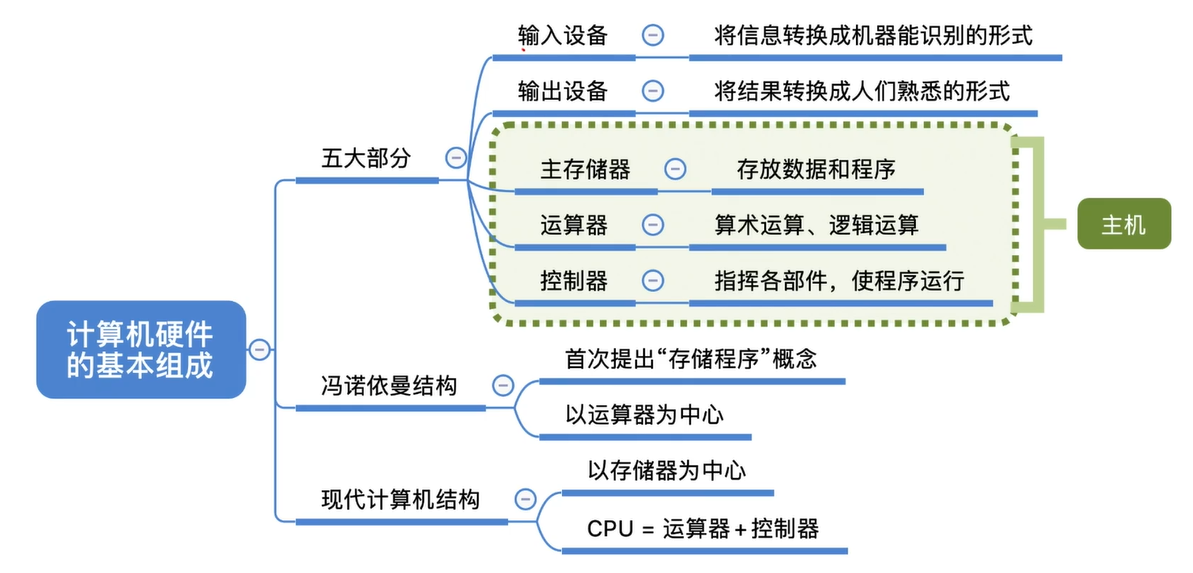 输入设备
将信息转换成机器能识别的形式
输出设备
将结果转换成人们熟悉的形式
五大部分
主存储器
存放数据和程序
运算器
算术运算、逻辑运算
主机
控制器
指挥各部件，使程序运行
计算机硬件
的基本组成
冯诺依曼结构
首次提出“存储程序”概念
以运算器为中心
现代计算机结构
以存储器为中心
CPU = 运算器+控制器